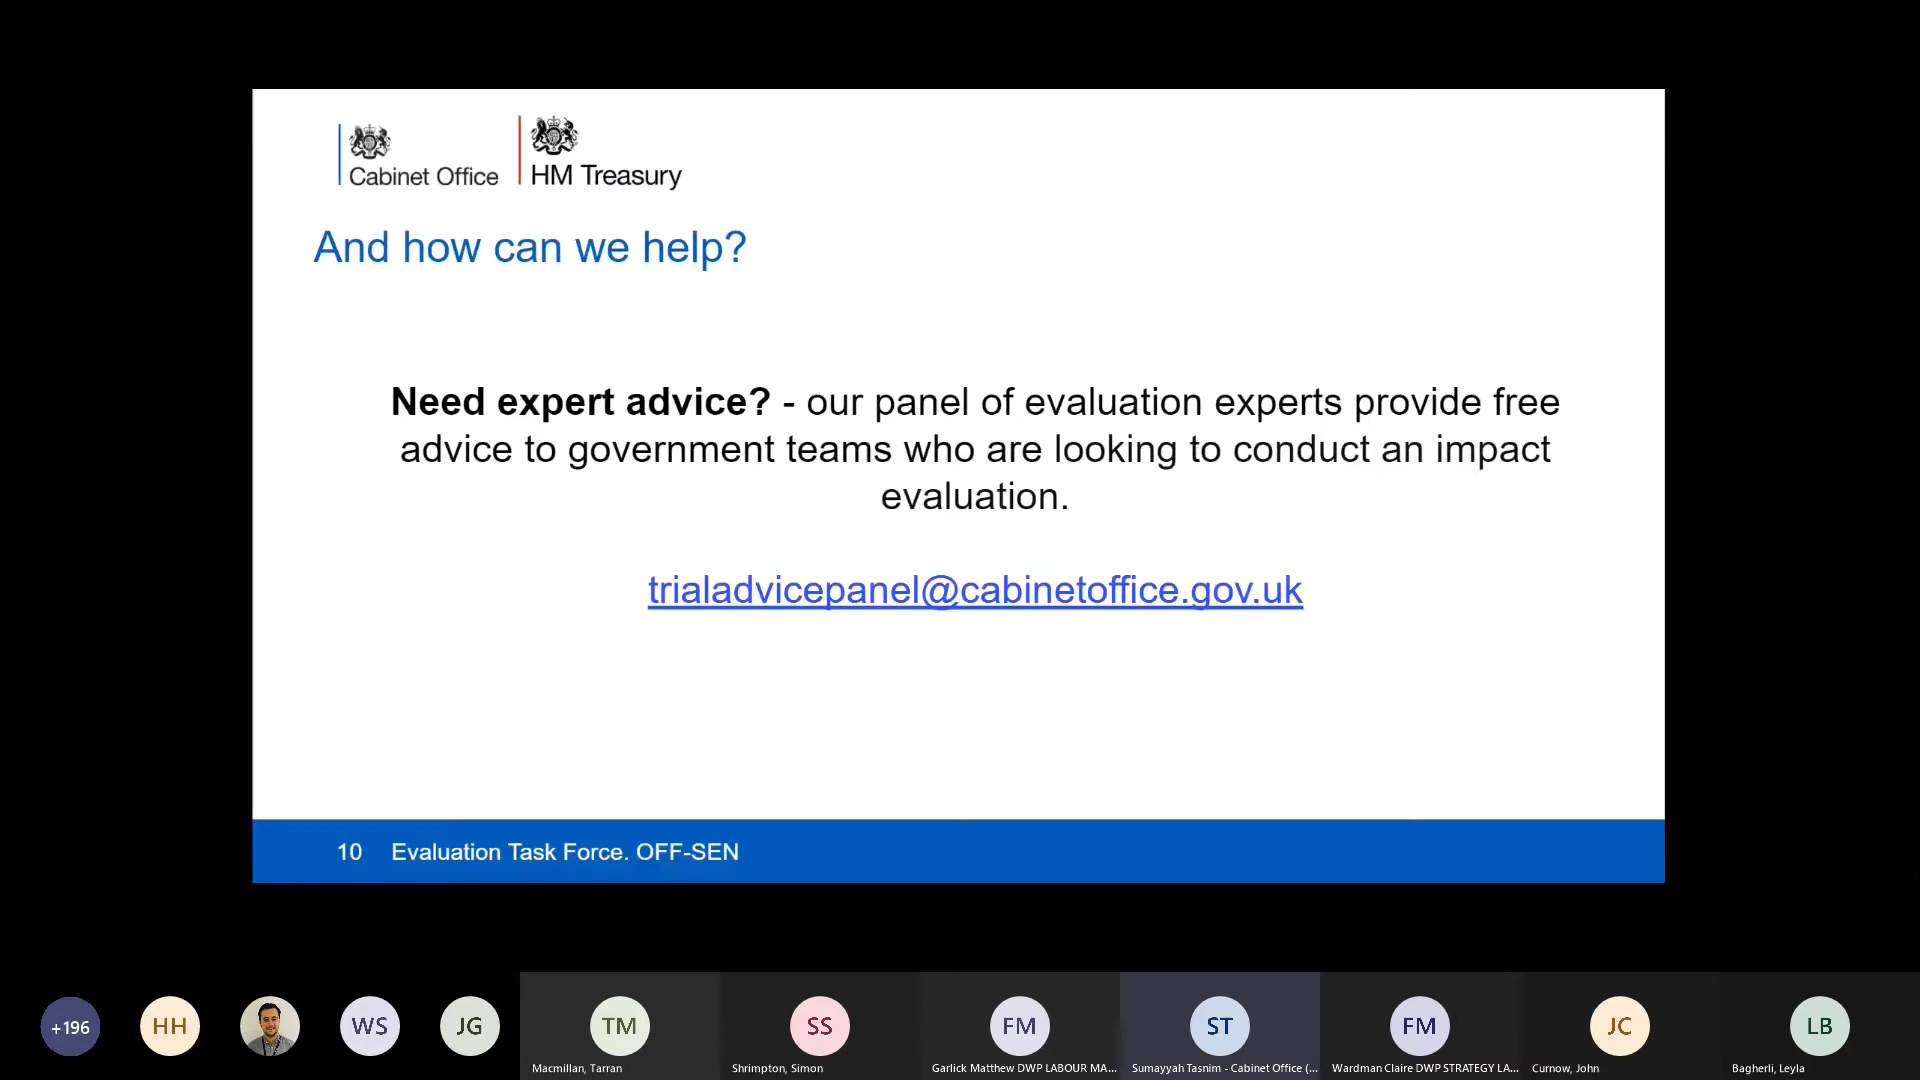 Cabinet Office
HM Treasury
And how can we help?
Need expert advice? - our panel of evaluation experts provide free
advice to government teams who are looking to conduct an impact
evaluation.
trialadvicepanel@cabinetoffice.gov.uk
10 Evaluation Task Force. OFF-SEN
+196
HH
WS
JG
TM
SS
FM
ST
FM
JC
LB
Macmillan, Tarran
Shrimpton, Simon
Garlick Matthew DWP LABOUR MA...
Sumayyah Tasnim - Cabinet Office (...
Wardman Claire DWP STRATEGY LA...
Curnow, John
Bagherli, Leyla